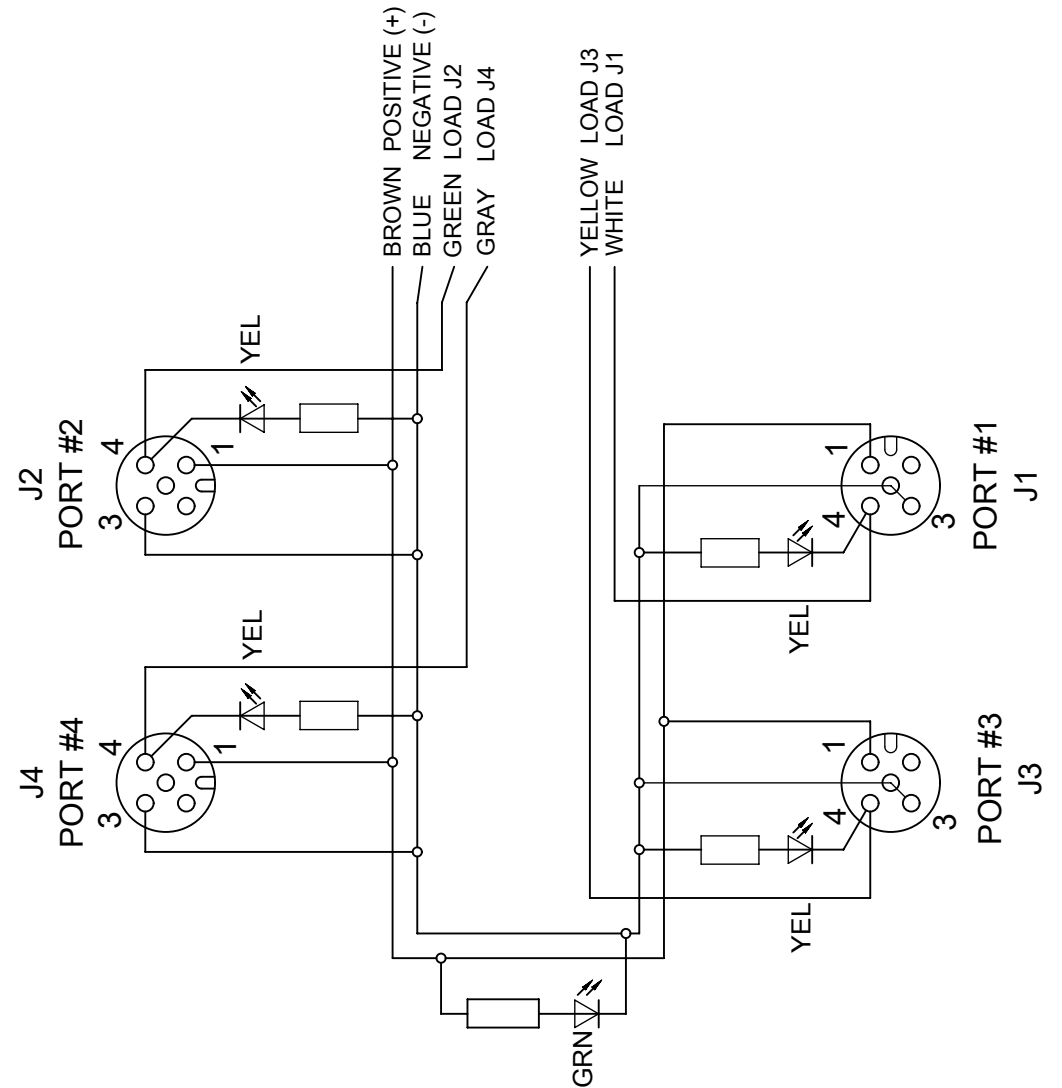 J2
PORT #2
4
1
3
YEL
BROWN POSITIVE (+)
BLUE NEGATIVE (-)
GREEN LOAD J2
GRAY LOAD J4
YELLOW LOAD J3
WHITE LOAD J1
J4
PORT #4
4
1
3
YEL
1
4
3
PORT #1
J1
YEL
1
4
3
PORT #3
J3
YEL
GRN